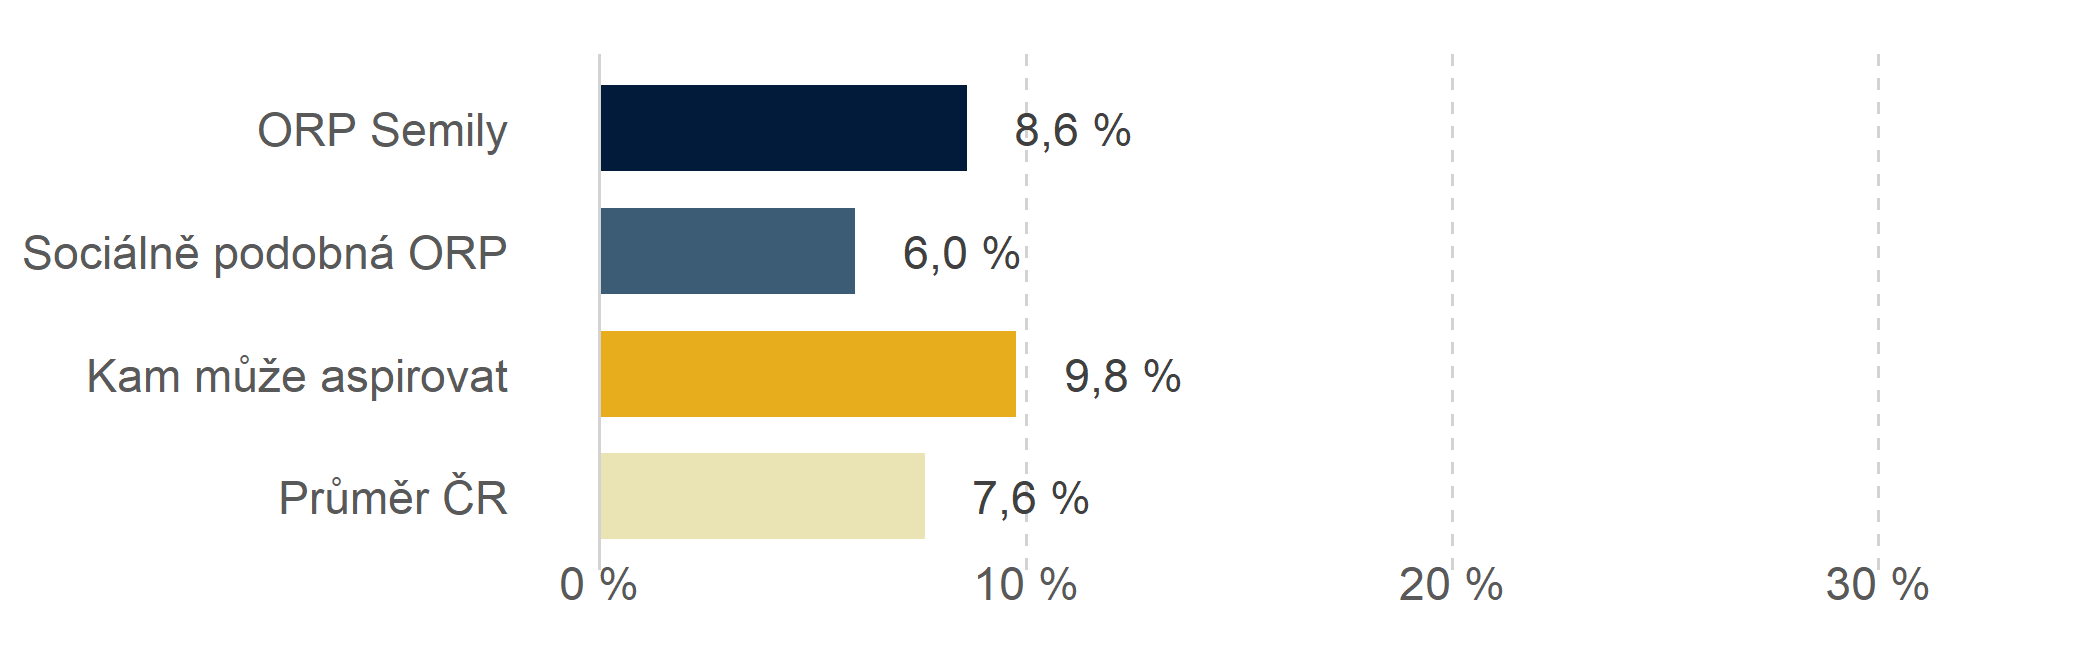 ORP Semily 8,6 %
Sociálně podobná ORP 6,0 %
Kam může aspirovat 9,8 %
Průměr ČR 7,6 %
0 % 10 % 20 % 30 %